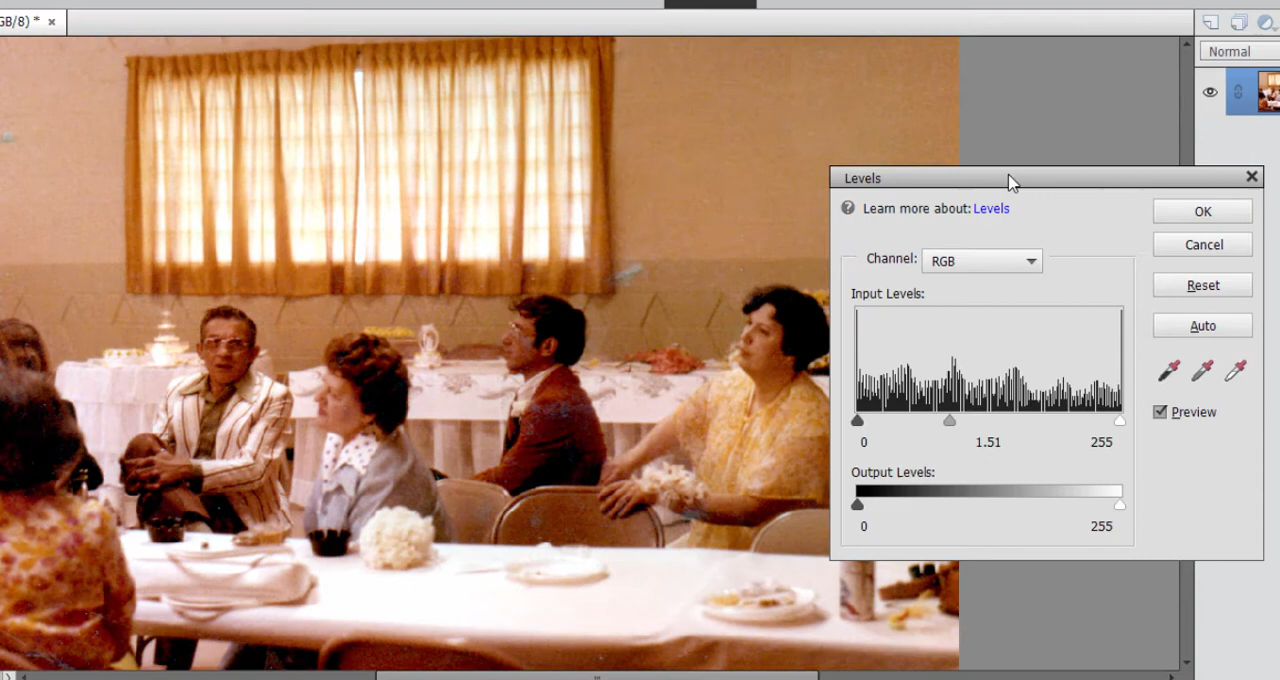 GB/8) * ×
Normal
Levels
Learn more about: Levels
OK
Channel: RGB
Cancel
Input Levels:
Reset
Auto
Preview
0 1.51 255
Output Levels:
0 255